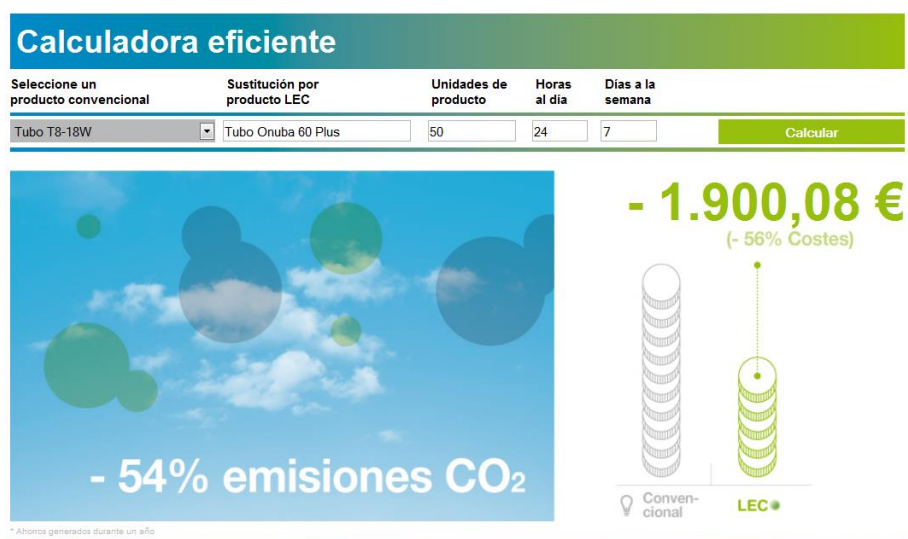 Calculadora eficiente
Seleccione un
producto convencional
Sustitución por
producto LEC
Unidades de
producto
Horas
al día
Días a la
semana
Tubo T8-18W
Tubo Onuba 60 Plus
50
24
7
Calcular
- 1.900,08 €
(- 56% Costes)
- 54% emisiones CO₂
Conven-
cional
LEC
* Ahorros generados durante un año